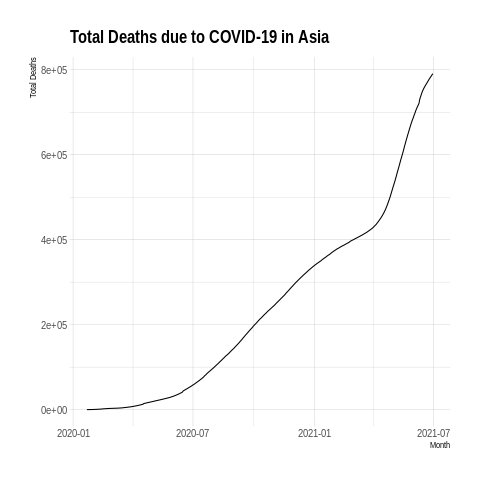 Total Deaths due to COVID-19 in Asia
Total Deaths
8e+05
6e+05
4e+05
2e+05
0e+00
2020-01 2020-07 2021-01 2021-07
Month